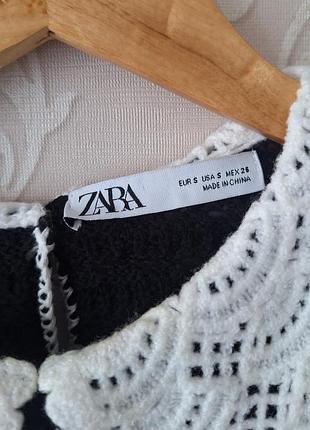 ZARA
EUR S USA S MEX 26
MADE IN CHINA